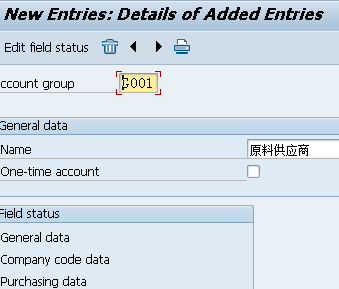 New Entries: Details of Added Entries
Edit field status
ccount group G001
General data
Name 原料供应商
One-time account
Field status
General data
Company code data
Purchasing data